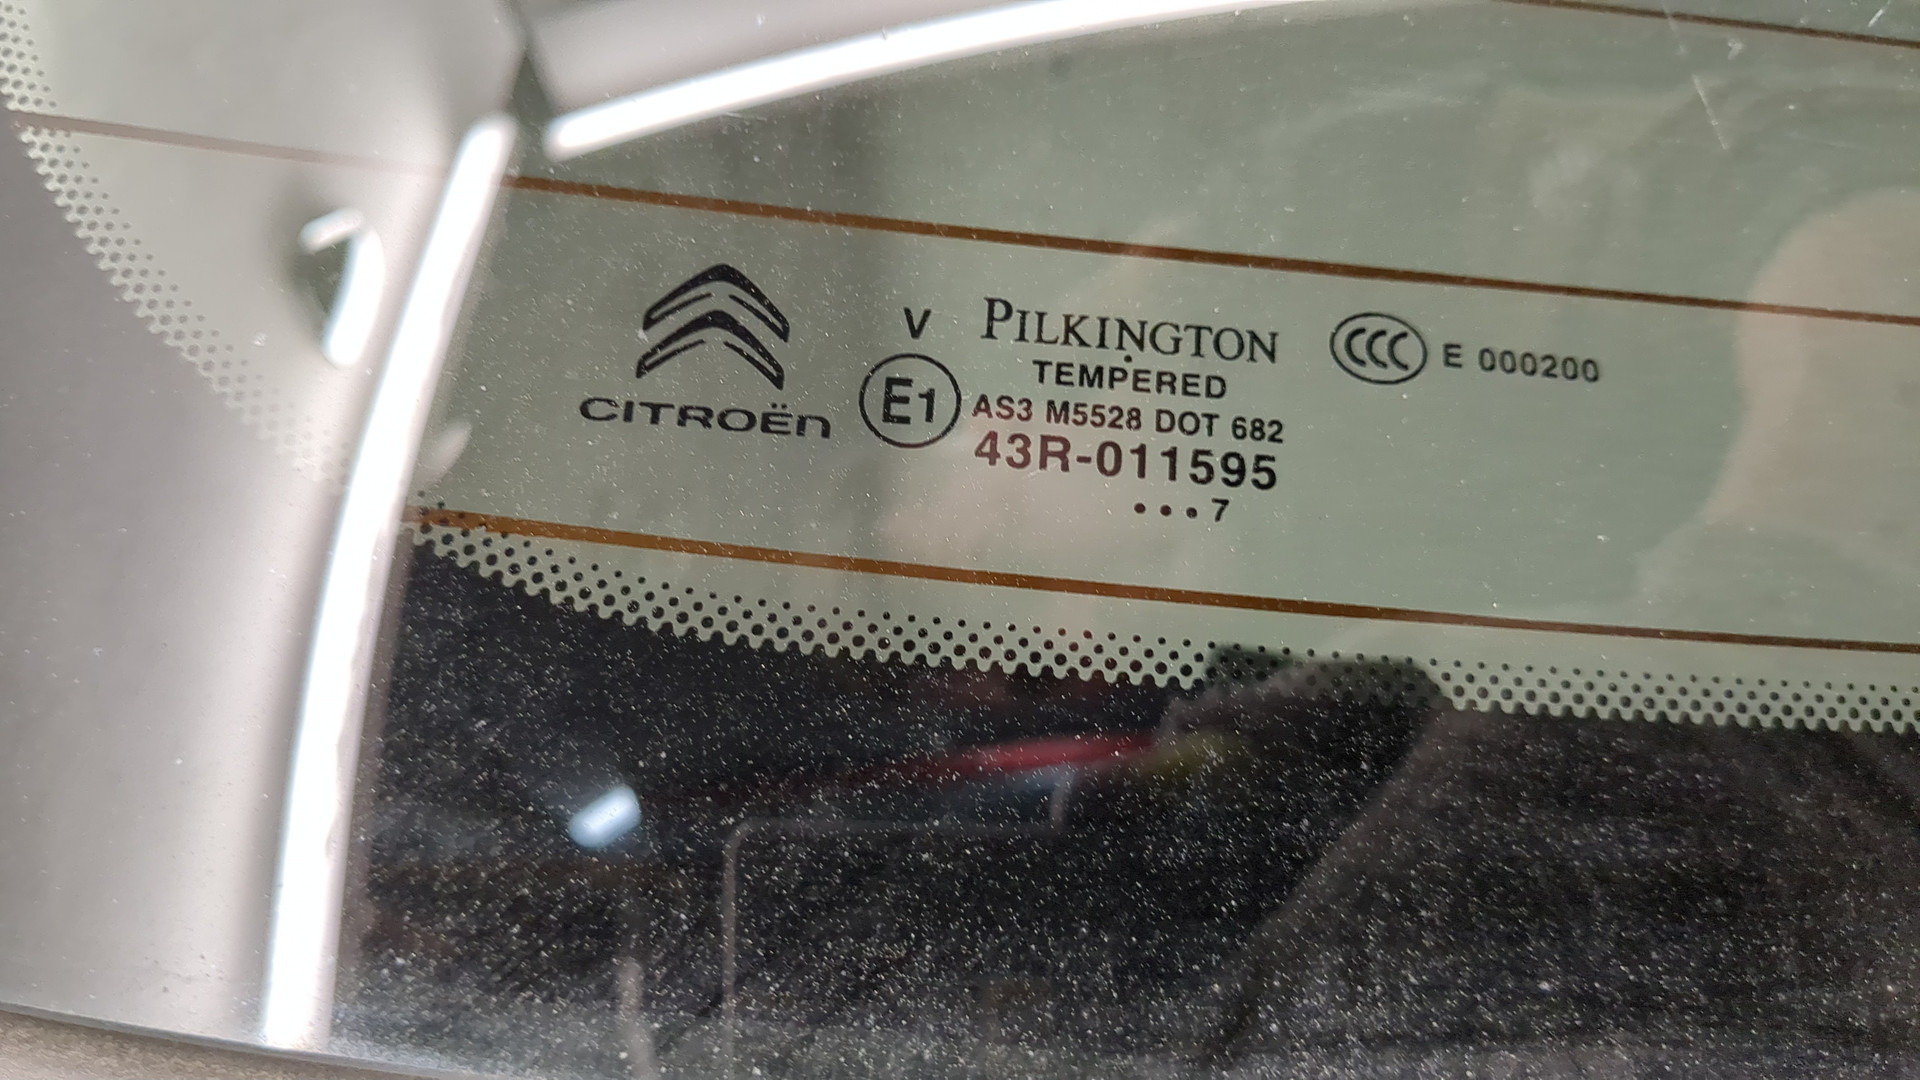 CITROËN
V PILKINGTON
TEMPERED
E1
AS3 M5528 DOT 682
43R-011595
...7
CCC E 000200